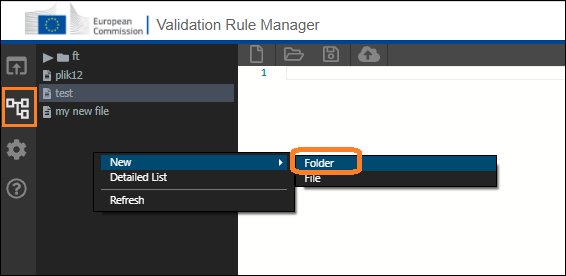 European
Commission
Validation Rule Manager
ft
plik12
test
my new file
1
New
Detailed List
Refresh
Folder
File